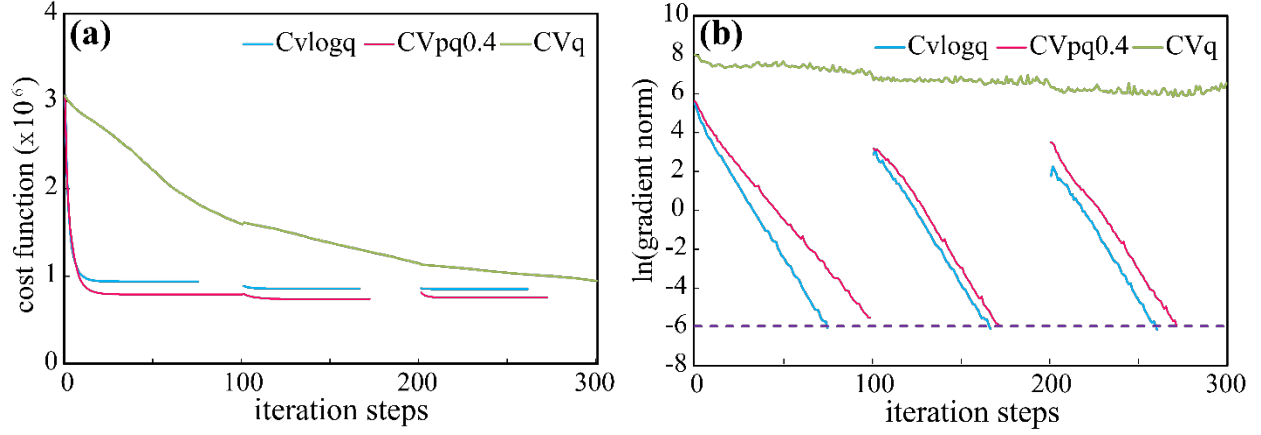 (a)
Cvlogq CVpq0.4 CVq
cost function (x10⁶)
4
3
2
1
0
0 100 200 300
iteration steps
(b)
Cvlogq CVpq0.4 CVq
ln(gradient norm)
10
8
6
4
2
0
-2
-4
-6
-8
0 100 200 300
iteration steps